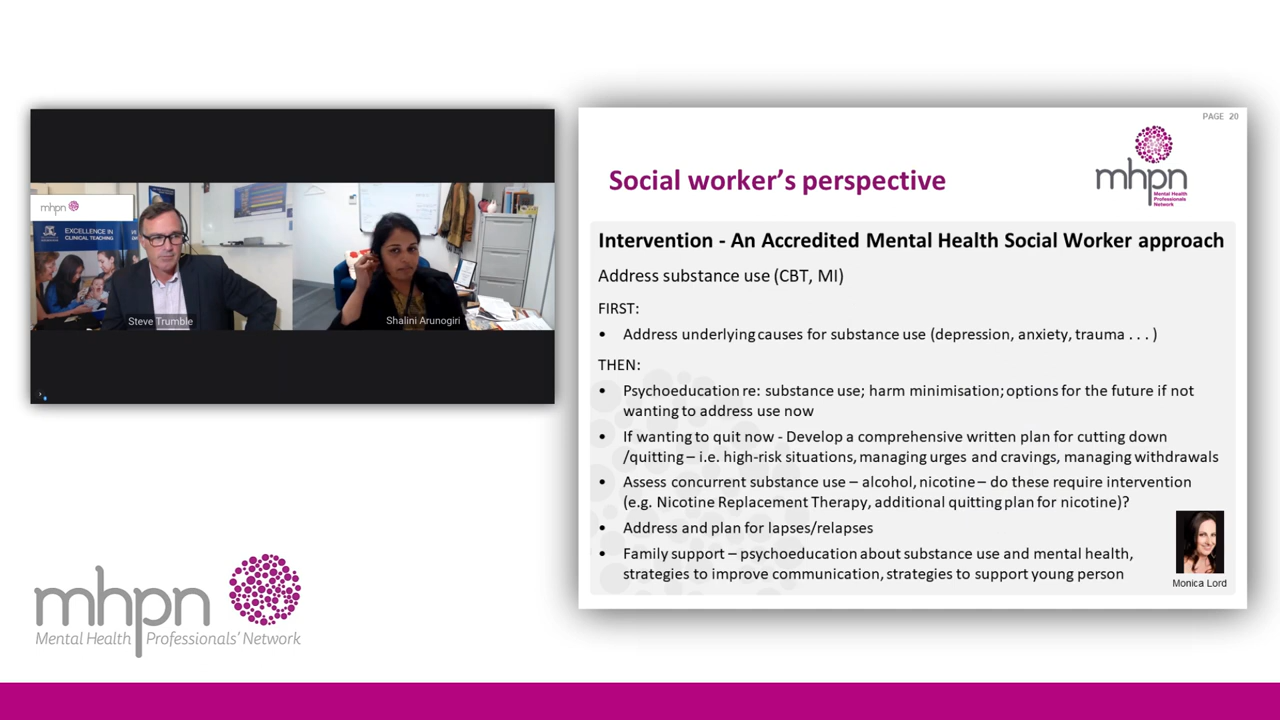 mhpn
EXCELLENCE IN
CLINICAL TEACHING
Steve Trumble
Shalini Arunogiri
mhpn
Mental Health Professionals' Network
PAGE 20
mhpn
Mental Health
Professionals
Network
Social worker's perspective
Intervention - An Accredited Mental Health Social Worker approach
Address substance use (CBT, MI)
FIRST:
• Address underlying causes for substance use (depression, anxiety, trauma . . . )
THEN:
• Psychoeducation re: substance use; harm minimisation; options for the future if not
wanting to address use now
• If wanting to quit now - Develop a comprehensive written plan for cutting down
/quitting – i.e. high-risk situations, managing urges and cravings, managing withdrawals
• Assess concurrent substance use – alcohol, nicotine – do these require intervention
(e.g. Nicotine Replacement Therapy, additional quitting plan for nicotine)?
• Address and plan for lapses/relapses
• Family support – psychoeducation about substance use and mental health,
strategies to improve communication, strategies to support young person
Monica Lord